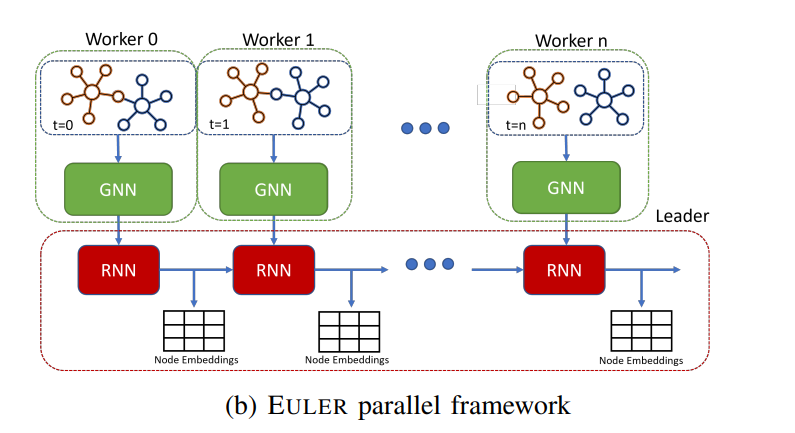 Worker 0
Worker 1
Worker n
t=0
t=1
t=n
GNN
GNN
GNN
Leader
RNN
RNN
RNN
Node Embeddings
Node Embeddings
Node Embeddings
(b) EULER parallel framework